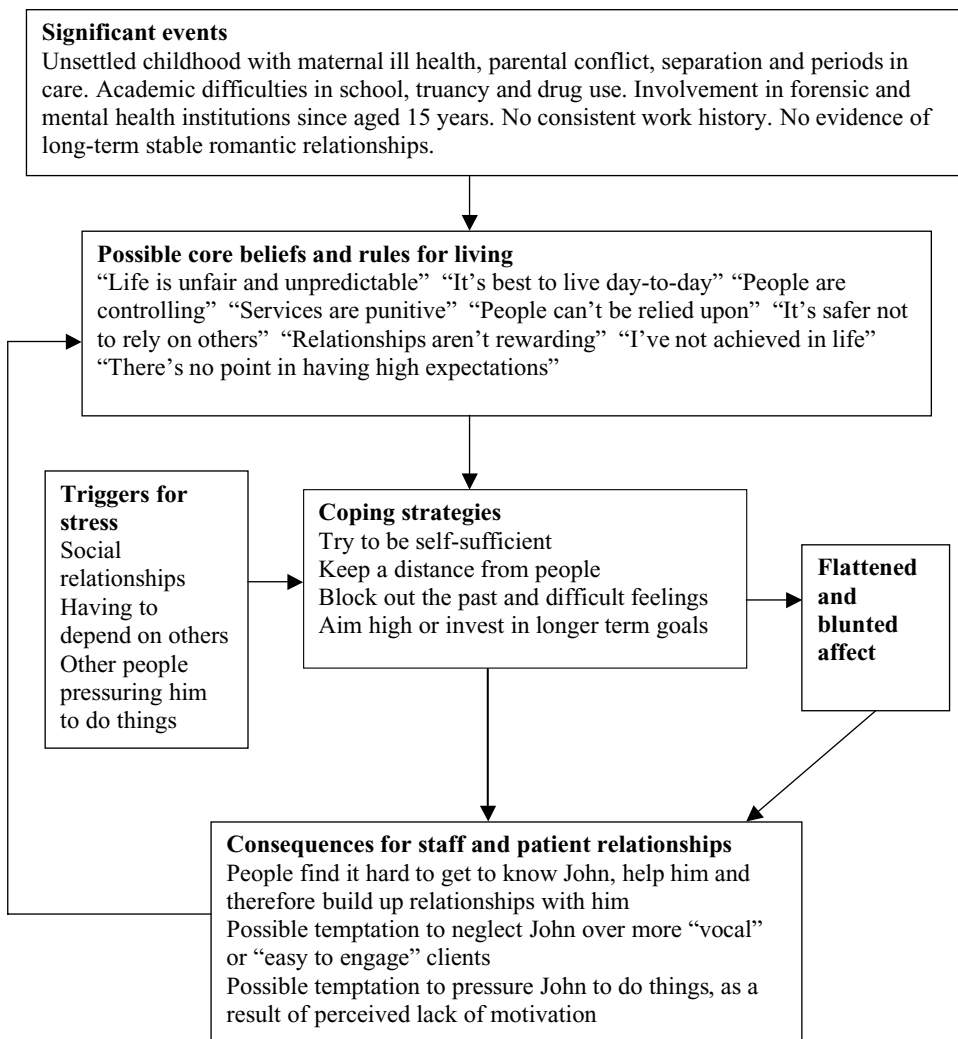 Significant events
Unsettled childhood with maternal ill health, parental conflict, separation and periods in
care. Academic difficulties in school, truancy and drug use. Involvement in forensic and
mental health institutions since aged 15 years. No consistent work history. No evidence of
long-term stable romantic relationships.
Possible core beliefs and rules for living
“Life is unfair and unpredictable” “It’s best to live day-to-day” “People are
controlling” “Services are punitive” “People can’t be relied upon” “It’s safer not
to rely on others” “Relationships aren’t rewarding” “I’ve not achieved in life”
“There’s no point in having high expectations”
Triggers for
stress
Social
relationships
Having to
depend on others
Other people
pressuring him
to do things
Coping strategies
Try to be self-sufficient
Keep a distance from people
Block out the past and difficult feelings
Aim high or invest in longer term goals
Flattened
and
blunted
affect
Consequences for staff and patient relationships
People find it hard to get to know John, help him and
therefore build up relationships with him
Possible temptation to neglect John over more “vocal”
or “easy to engage” clients
Possible temptation to pressure John to do things, as a
result of perceived lack of motivation